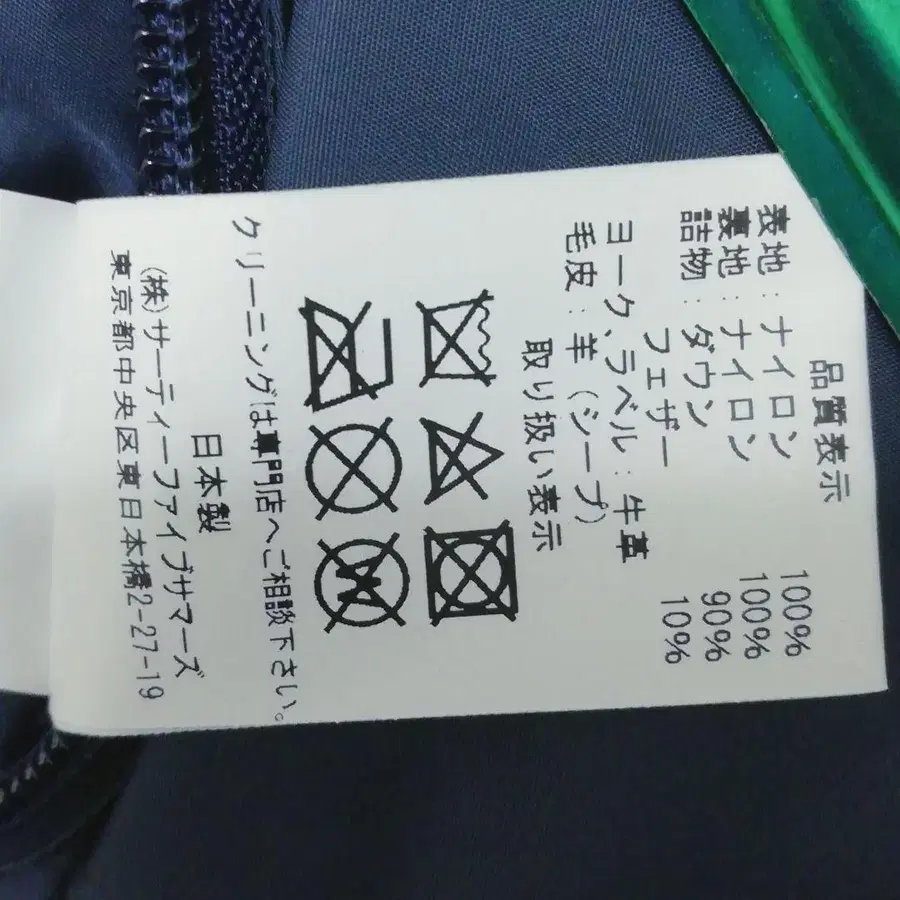 品質表示
表地：ナイロン 100%
裏地：ナイロン 100%
詰物：ダウン 90%
フェザー 10%
ヨーク、ラベル：牛革
毛皮：羊（シープ）
取り扱い表示
クリーニングは専門店へご相談下さい。
日本製
（株）サーティーファイブサマーズ
東京都中央区東日本橋2-27-19